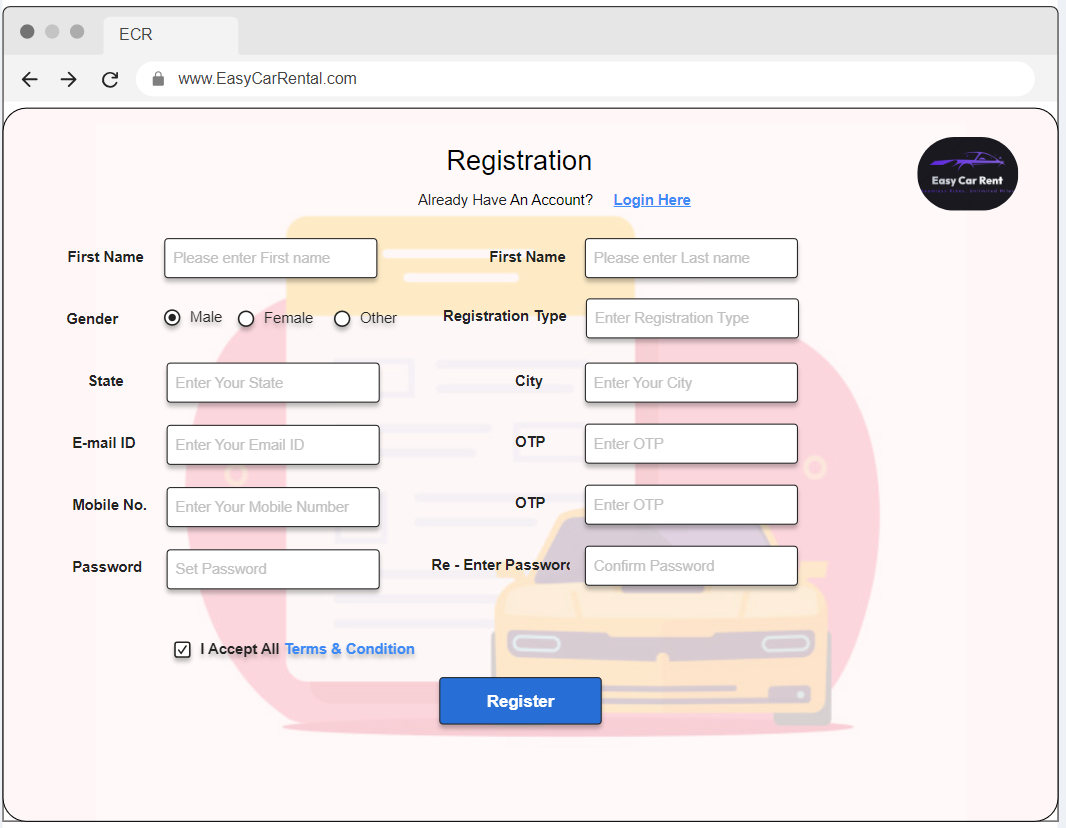 ECR
www.EasyCarRental.com
Registration
Easy Car Rent
Already Have An Account? Login Here
First Name Please enter First name First Name Please enter Last name
Gender Male Female Other Registration Type Enter Registration Type
State Enter Your State City Enter Your City
E-mail ID Enter Your Email ID OTP Enter OTP
Mobile No. Enter Your Mobile Number OTP Enter OTP
Password Set Password Re - Enter Password Confirm Password
I Accept All Terms & Condition
Register